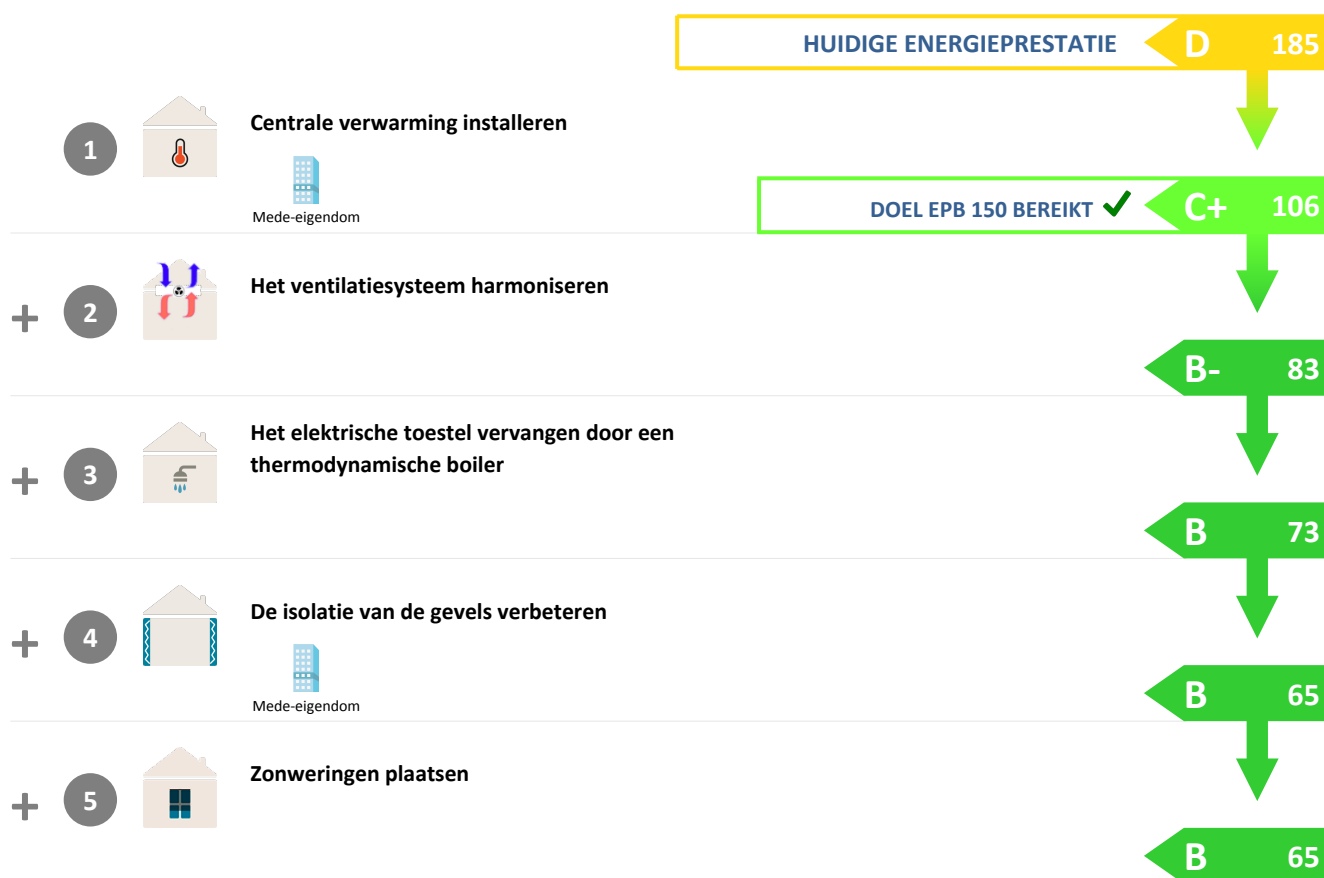 HUIDIGE ENERGIEPRESTATIE D 185
1 Centrale verwarming installeren
Mede-eigendom
DOEL EPB 150 BEREIKT ✔ C+ 106
+ 2 Het ventilatiesysteem harmoniseren
B- 83
+ 3 Het elektrische toestel vervangen door een
thermodynamische boiler
B 73
+ 4 De isolatie van de gevels verbeteren
Mede-eigendom
B 65
+ 5 Zonweringen plaatsen
B 65